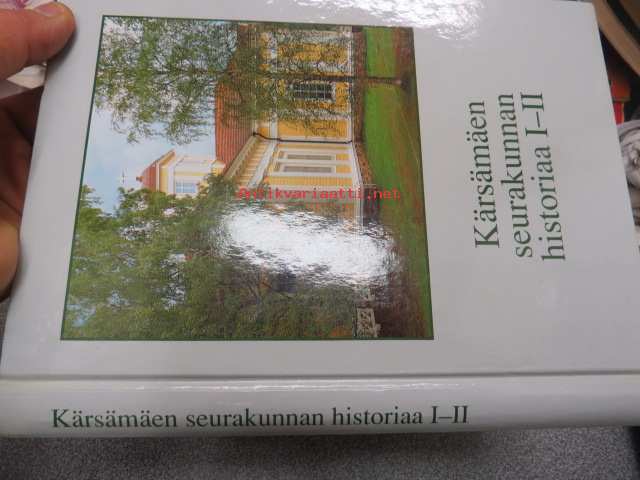 Kärsämäen
seurakunnan
historiaa I–II
Antikvariaatti.net
Kärsämäen seurakunnan historiaa I–II